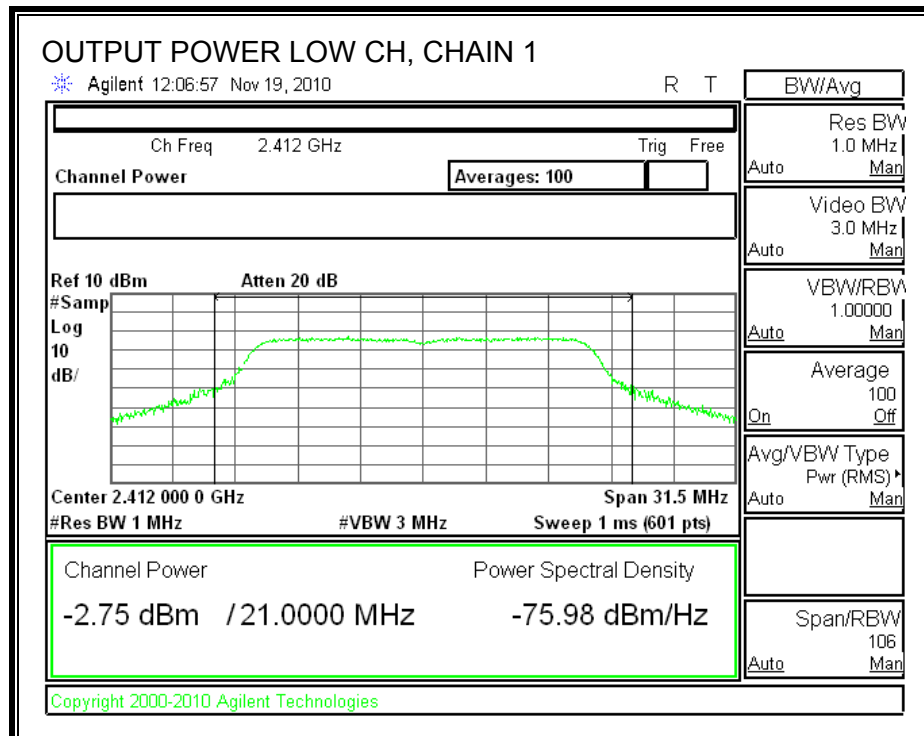 OUTPUT POWER LOW CH, CHAIN 1
Agilent 12:06:57 Nov 19, 2010 R T
Ch Freq 2.412 GHz Trig Free
Channel Power Averages: 100
Ref 10 dBm Atten 20 dB
#Samp
Log
10
dB/
Center 2.412 000 0 GHz Span 31.5 MHz
#Res BW 1 MHz #VBW 3 MHz Sweep 1 ms (601 pts)
Channel Power Power Spectral Density
-2.75 dBm / 21.0000 MHz -75.98 dBm/Hz
Copyright 2000-2010 Agilent Technologies
BW/Avg
Res BW
1.0 MHz
Auto Man
Video BW
3.0 MHz
Auto Man
VBW/RBW
1.00000
Auto Man
Average
100
On Off
Avg/VBW Type
Pwr (RMS)
Auto Man
Span/RBW
106
Auto Man